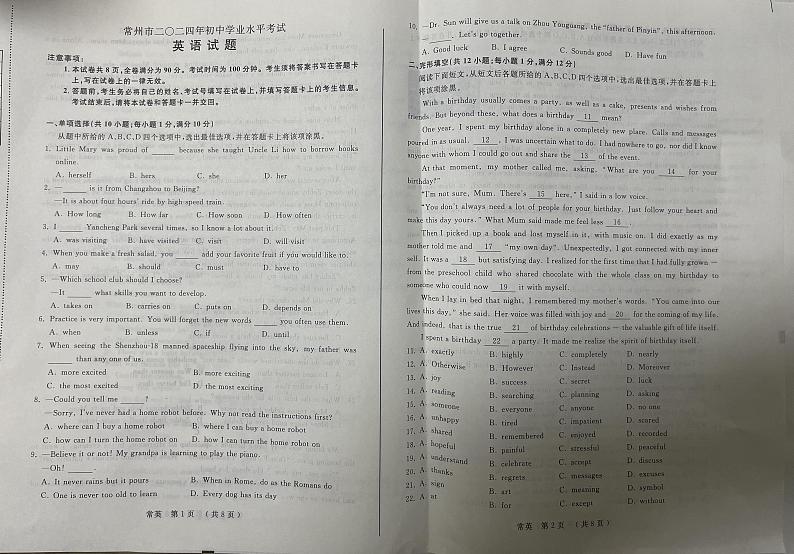 常州市二〇二四年初中学业水平考试
英 语 试 题
注意事项：
1. 本试卷共 8 页，全卷满分为 90 分，考试时间为 100 分钟。考生须将答案书写在答题卡
上，写在试卷上的一律无效。
2. 答题前，考生务必将自己的姓名、考试号填写在试卷上，并填写答题卡上的考生信息。
考试结束后，请将本试卷和答题卡一并交回。
一、单项选择（共 10 小题；每小题 1 分，满分 10 分）
从题中所给的 A、B、C、D 四个选项中，选出最佳选项，并在答题卡上将该项涂黑。
1. Little Mary was proud of ______ because she taught Uncle Li how to borrow books
online.
A. herself B. hers C. she D. her
2. —______ is it from Changzhou to Beijing?
—It is about four hours' ride by high-speed train.
A. How long B. How far C. How soon D. How often
3. I ______ Yancheng Park several times, so I know a lot about it.
A. was visiting B. have visited C. visit D. will visit
4. When you make a fresh salad, you ______ add your favorite fruit if you would like to.
A. may B. should C. must D. have to
5. —Which school club should I choose?
—It ______ what skills you want to develop.
A. takes on B. carries on C. puts on D. depends on
6. Practice is very important. You will forget the new words ______ you often use them.
A. when B. unless C. if D. until
7. When seeing the Shenzhou-18 manned spaceship flying into the sky, my father was
______ than any one of us.
A. more excited B. more exciting
C. the most excited D. the most exciting
8. —Could you tell me ______?
—Sorry, I've never had a home robot before. Why not read the instructions first?
A. where can I buy a home robot B. where I can buy a home robot
C. how can I turn the home robot on D. how I can turn the home robot on
9. —Believe it or not! My grandpa is learning to play the piano.
—Oh! ______.
A. It never rains but it pours B. When in Rome, do as the Romans do
C. One is never too old to learn D. Every dog has its day
常英 第 1 页 （共 8 页）
10. —Dr. Sun will give us a talk on Zhou Youguang, the "father of Pinyin", this afternoon.
—______. Let's go together.
A. Good luck B. I agree C. Sounds good D. Have fun
二、完形填空（共 12 小题；每小题 1 分，满分 12 分）
阅读下面短文，从短文后各题所给的 A、B、C、D 四个选项中，选出最佳选项，并在答题卡上
将该项涂黑。
With a birthday usually comes a party, as well as a cake, presents and wishes from
friends. But beyond these, what does a birthday 11 mean?
One year, I spent my birthday alone in a completely new place. Calls and messages
poured in as usual. 12 , I was uncertain what to do. I had nowhere to go, nor did I know
anyone with whom I could go out and share the 13 of the event.
At that moment, my mother called me, asking, "What are you 14 for your
birthday?"
"I'm not sure, Mum. There's 15 here," I said in a low voice.
"You don't always need a lot of people for your birthday. Just follow your heart and
make this day yours." What Mum said made me feel less 16 .
Then I picked up a book and lost myself in it, with music on. I did exactly as my
mother told me and 17 "my own day". Unexpectedly, I got connected with my inner
self. It was a 18 but satisfying day. I realized for the first time that I had fully grown —
from the preschool child who shared chocolate with the whole class on my birthday to
someone who could now 19 it with myself.
When I lay in bed that night, I remembered my mother's words. "You came into our
lives this day." she said. Her voice was filled with joy and 20 for the coming of my life.
And indeed, that is the true 21 of birthday celebrations — the valuable gift of life itself.
I spent a birthday 22 a party. It made me realize the spirit of birthday itself.
11. A. exactly B. highly C. completely D. nearly
12. A. Otherwise B. However C. Instead D. Moreover
13. A. joy B. success C. secret D. luck
14. A. reading B. searching C. planning D. asking
15. A. someone B. everyone C. anyone D. no one
16. A. unhappy B. tired C. impatient D. scared
17. A. shared B. remembered C. enjoyed D. recorded
18. A. hopeful B. painful C. stressful D. peaceful
19. A. understand B. celebrate C. accept D. discuss
20. A. thanks B. regrets C. messages D. excuses
21. A. sign B. art C. meaning D. symbol
22. A. at B. for C. except D. without
常英 第 2 页 （共 8 页）